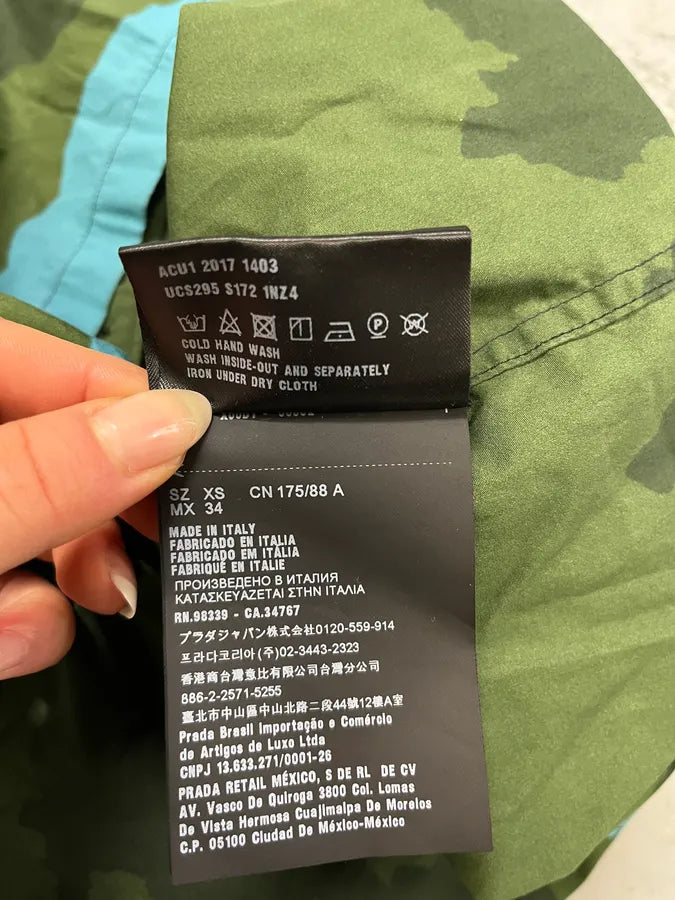 ACU1 2017 1403
UCS295 S172 1NZ4
P
W
COLD HAND WASH
WASH INSIDE-OUT AND SEPARATELY
IRON UNDER DRY CLOTH
SZ XS CN 175/88 A
MX 34
MADE IN ITALY
FABRICADO EN ITALIA
FABRICADO EM ITÁLIA
FABRIQUÉ EN ITALIE
ПРОИЗВЕДЕНО В ИТАЛИЯ
ΚΑΤΑΣΚΕΥΑΖΕΤΑΙ ΣΤΗΝ ΙΤΑLΙΑ
RN.98339 - CA.34767
プラダジャパン株式会社0120-559-914
프라다코리아(주)02-3443-2323
香港商台灣意比有限公司台灣分公司
886-2-2571-5255
臺北市中山區中山北路二段44號12樓A室
Prada Brasil Importação e Comércio
de Artigos de Luxo Ltda
CNPJ 13.633.271/0001-26
PRADA RETAIL MÉXICO, S DE RL DE CV
AV. Vasco De Quiroga 3800 Col. Lomas
De Vista Hermosa Cuajimalpa De Morelos
C.P. 05100 Ciudad De México-México